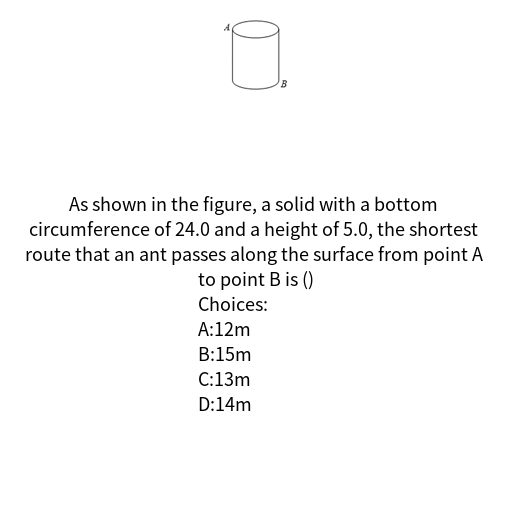 A
B
As shown in the figure, a solid with a bottom
circumference of 24.0 and a height of 5.0, the shortest
route that an ant passes along the surface from point A
to point B is ()
Choices:
A:12m
B:15m
C:13m
D:14m